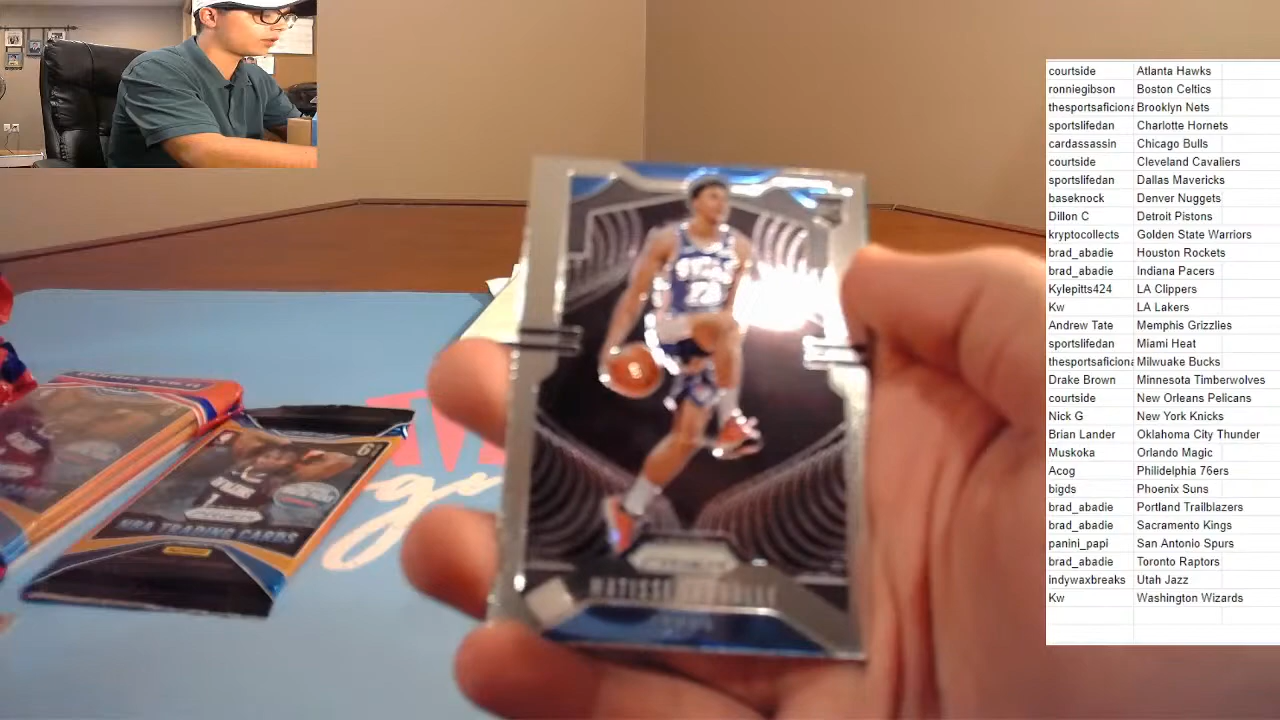 courtside Atlanta Hawks
ronniegibson Boston Celtics
thesportsaficiona Brooklyn Nets
sportslifedan Charlotte Hornets
cardassassin Chicago Bulls
courtside Cleveland Cavaliers
sportslifedan Dallas Mavericks
baseknock Denver Nuggets
Dillon C Detroit Pistons
kryptocollects Golden State Warriors
brad_abadie Houston Rockets
brad_abadie Indiana Pacers
Kylepitts424 LA Clippers
Kw LA Lakers
Andrew Tate Memphis Grizzlies
sportslifedan Miami Heat
thesportsaficiona Milwuake Bucks
Drake Brown Minnesota Timberwolves
courtside New Orleans Pelicans
Nick G New York Knicks
Brian Lander Oklahoma City Thunder
Muskoka Orlando Magic
Acog Philadelphia 76ers
bigds Phoenix Suns
brad_abadie Portland Trailblazers
brad_abadie Sacramento Kings
panini_papi San Antonio Spurs
brad_abadie Toronto Raptors
indywaxbreaks Utah Jazz
Kw Washington Wizards
MATISSE
PRIZM
NBA TRADING CARDS